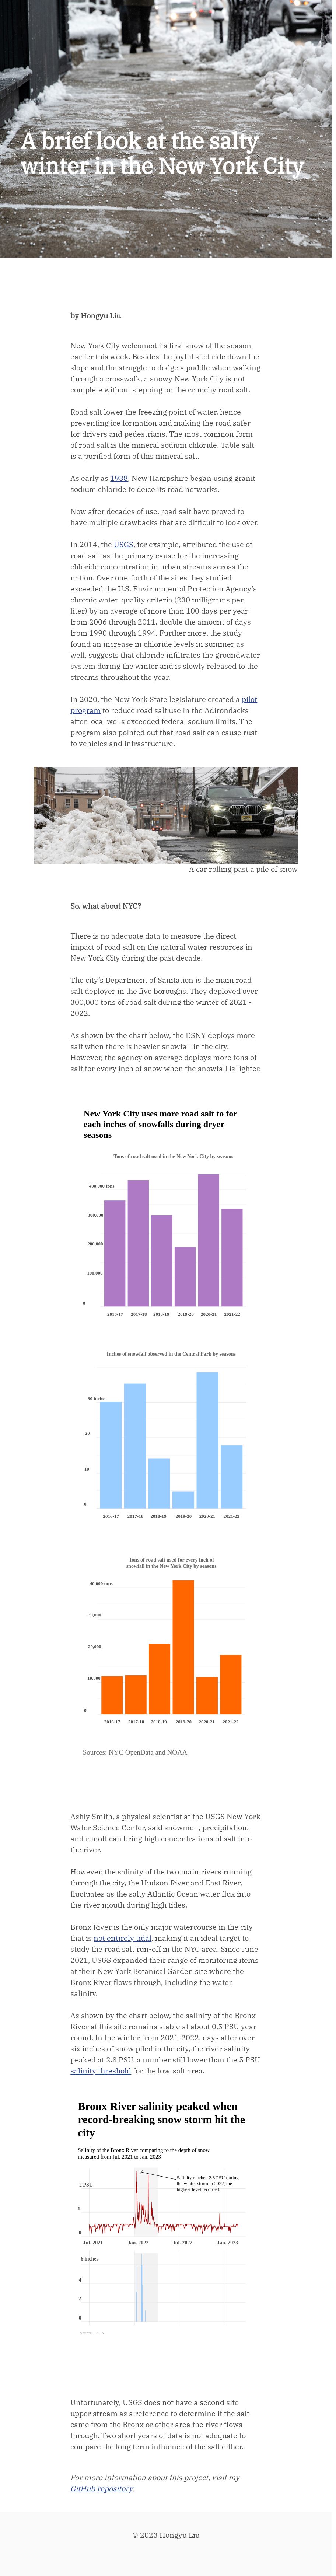 A brief look at the salty
winter in the New York City
by Hongyu Liu
New York City welcomed its first snow of the season
earlier this week. Besides the joyful sled ride down the
slope and the struggle to dodge a puddle when walking
through a crosswalk, a snowy New York City is not
complete without stepping on the crunchy road salt.
Road salt lower the freezing point of water, hence
preventing ice formation and making the road safer
for drivers and pedestrians. The most common form
of road salt is the mineral sodium chloride. Table salt
is a purified form of this mineral salt.
As early as 1938, New Hampshire began using granit
sodium chloride to deice its road networks.
Now after decades of use, road salt have proved to
have multiple drawbacks that are difficult to look over.
In 2014, the USGS, for example, attributed the use of
road salt as the primary cause for the increasing
chloride concentration in urban streams across the
nation. Over one-forth of the sites they studied
exceeded the U.S. Environmental Protection Agency's
chronic water-quality criteria (230 milligrams per
liter) by an average of more than 100 days per year
from 2006 through 2011, double the amount of days
from 1990 through 1994. Further more, the study
found an increase in chloride levels in summer as
well, suggests that chloride infiltrates the groundwater
system during the winter and is slowly released to the
streams throughout the year.
In 2020, the New York State legislature created a pilot
program to reduce road salt use in the Adirondacks
after local wells exceeded federal sodium limits. The
program also pointed out that road salt can cause rust
to vehicles and infrastructure.
A car rolling past a pile of snow
So, what about NYC?
There is no adequate data to measure the direct
impact of road salt on the natural water resources in
New York City during the past decade.
The city's Department of Sanitation is the main road
salt deployer in the five boroughs. They deployed over
300,000 tons of road salt during the winter of 2021 -
2022.
As shown by the chart below, the DSNY deploys more
salt when there is heavier snowfall in the city.
However, the agency on average deploys more tons of
salt for every inch of snow when the snowfall is lighter.
New York City uses more road salt to for
each inches of snowfalls during dryer
seasons
Tons of road salt used in the New York City by seasons
400,000 tons
300,000
200,000
100,000
0
2016-17 2017-18 2018-19 2019-20 2020-21 2021-22
Inches of snowfall observed in the Central Park by seasons
30 inches
20
10
0
2016-17 2017-18 2018-19 2019-20 2020-21 2021-22
Tons of road salt used for every inch of
snowfall in the New York City by seasons
40,000 tons
30,000
20,000
10,000
0
2016-17 2017-18 2018-19 2019-20 2020-21 2021-22
Sources: NYC OpenData and NOAA
Ashly Smith, a physical scientist at the USGS New York
Water Science Center, said snowmelt, precipitation,
and runoff can bring high concentrations of salt into
the river.
However, the salinity of the two main rivers running
through the city, the Hudson River and East River,
fluctuates as the salty Atlantic Ocean water flux into
the river mouth during high tides.
Bronx River is the only major watercourse in the city
that is not entirely tidal, making it an ideal target to
study the road salt run-off in the NYC area. Since June
2021, USGS expanded their range of monitoring items
at their New York Botanical Garden site where the
Bronx River flows through, including the water
salinity.
As shown by the chart below, the salinity of the Bronx
River at this site remains stable at about 0.5 PSU year-
round. In the winter from 2021-2022, days after over
six inches of snow piled in the city, the river salinity
peaked at 2.8 PSU, a number still lower than the 5 PSU
salinity threshold for the low-salt area.
Bronx River salinity peaked when
record-breaking snow storm hit the
city
Salinity of the Bronx River comparing to the depth of snow
measured from Jul. 2021 to Jan. 2023
Salinity reached 2.8 PSU during
the winter storm in 2022, the
highest level recorded.
2 PSU
1
0
Jul. 2021 Jan. 2022 Jul. 2022 Jan. 2023
6 inches
4
2
0
Source: USGS
Unfortunately, USGS does not have a second site
upper stream as a reference to determine if the salt
came from the Bronx or other area the river flows
through. Two short years of data is not adequate to
compare the long term influence of the salt either.
For more information about this project, visit my
GitHub repository.
© 2023 Hongyu Liu